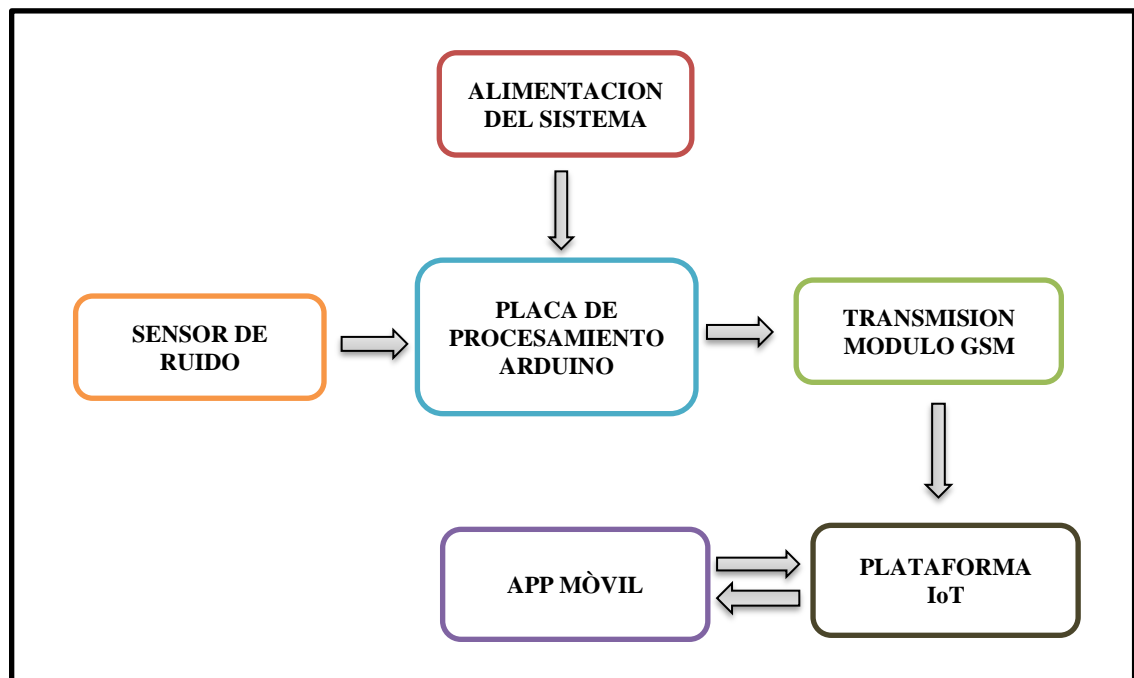 ALIMENTACION
DEL SISTEMA
SENSOR DE
RUIDO
PLACA DE
PROCESAMIENTO
ARDUINO
TRANSMISION
MODULO GSM
APP MÒVIL
PLATAFORMA
IoT